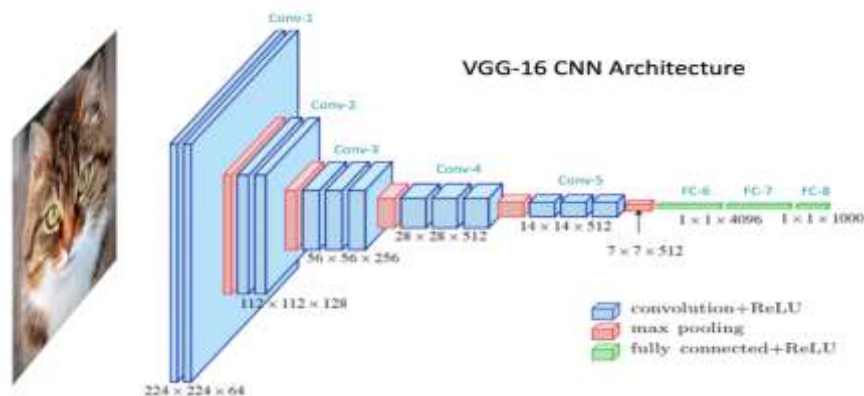 Conv-1
VGG-16 CNN Architecture
Conv-2
Conv-3
Conv-4
Conv-5
FC-6
FC-7
FC-8
1 × 1 × 4096
1 × 1 × 1000
14 × 14 × 512
28 × 28 × 512
7 × 7 × 512
56 × 56 × 256
112 × 112 × 128
224 × 224 × 64
convolution+ReLU
max pooling
fully connected+ReLU